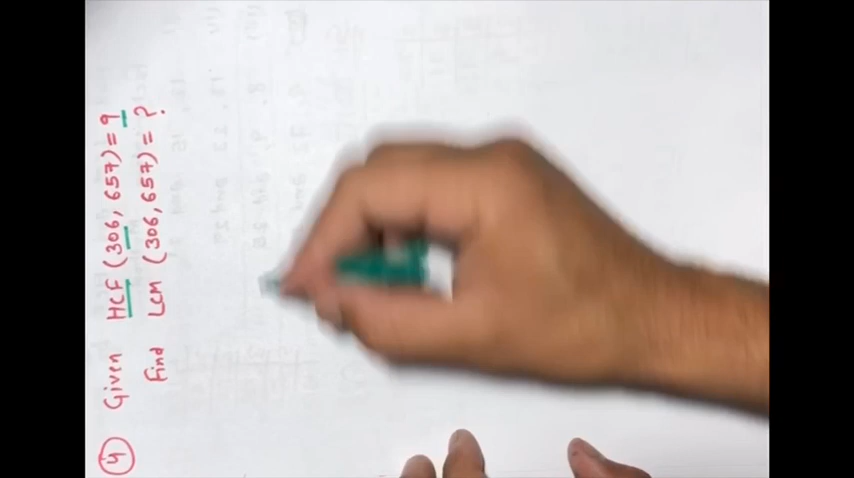 ④ Given HCF (306, 657) = 9
Find LCM (306, 657) = ?